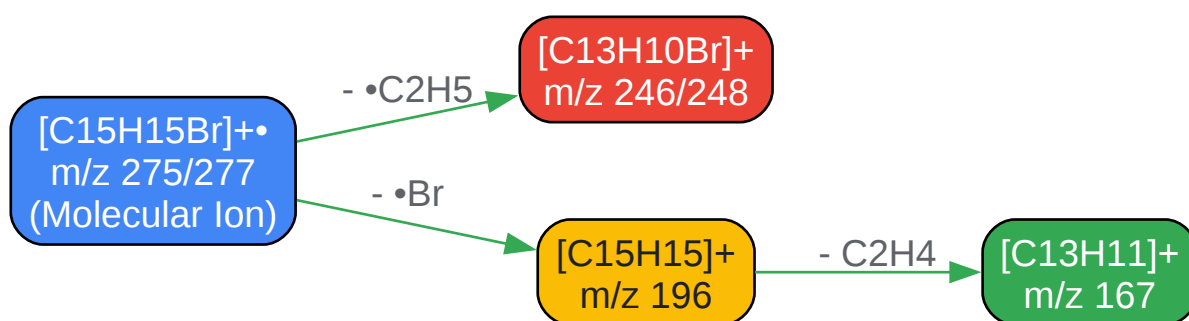 [C13H10Br]+
m/z 246/248
- •C2H5
[C15H15Br]+•
m/z 275/277
(Molecular Ion)
- •Br
[C15H15]+
m/z 196
- C2H4
[C13H11]+
m/z 167